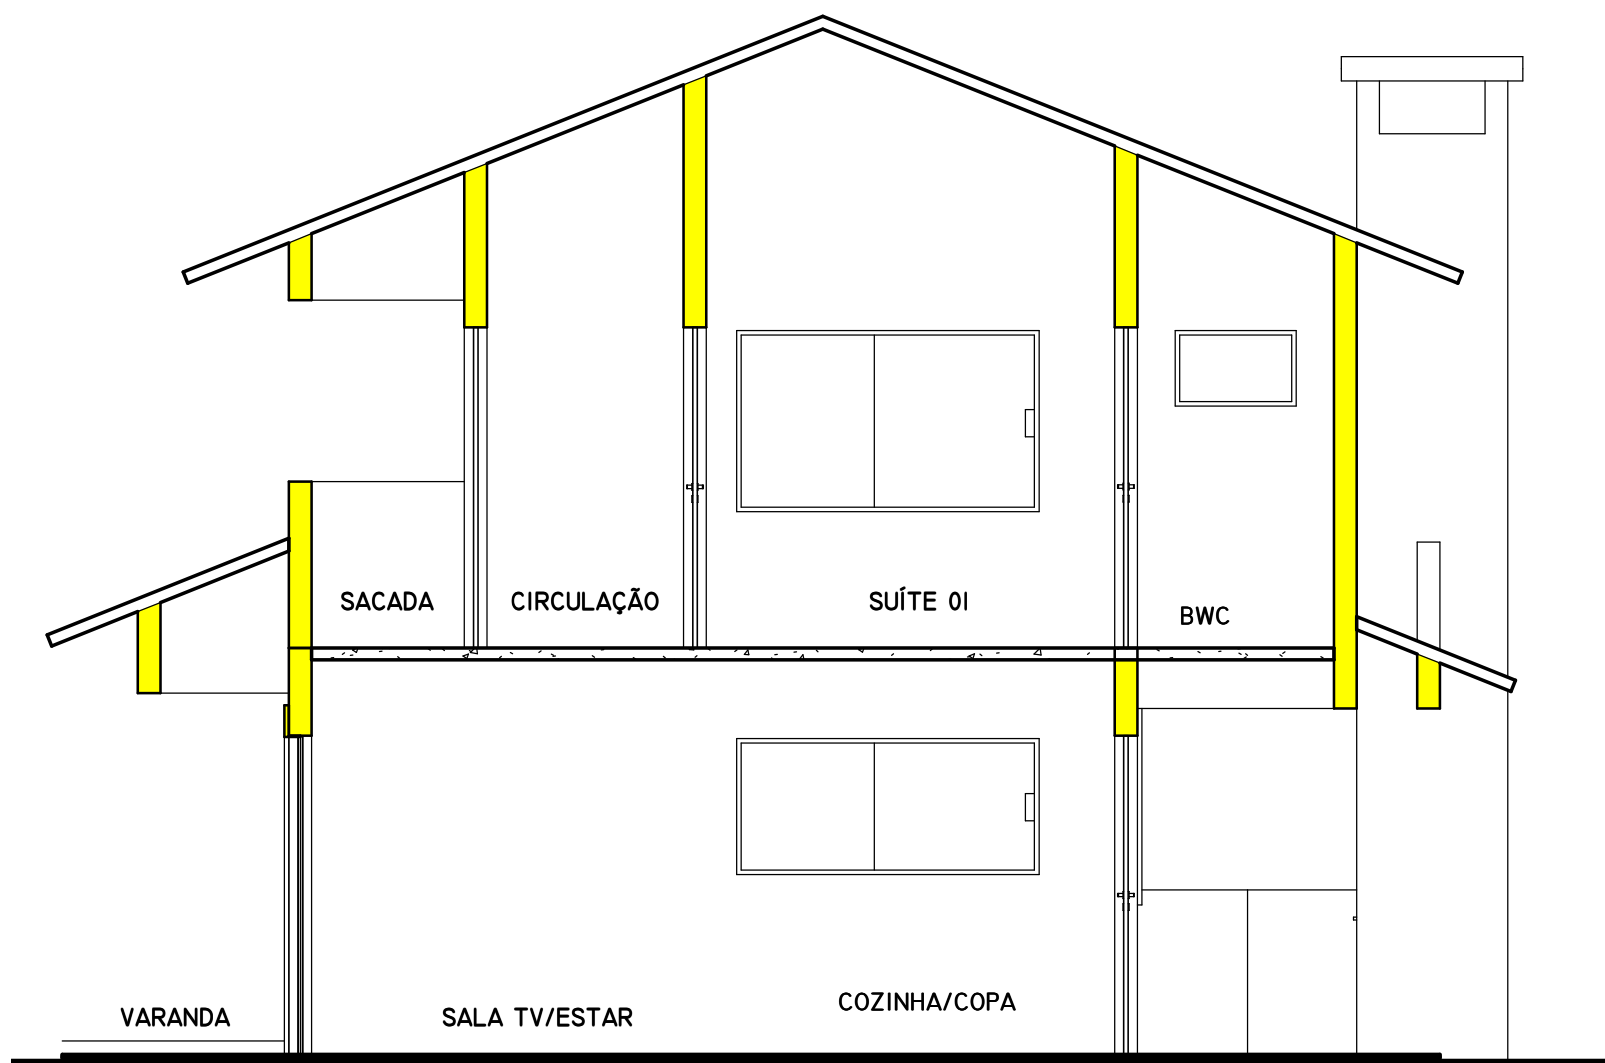 SACADA
CIRCULAÇÃO
SUÍTE 01
BWC
VARANDA
SALA TV/ESTAR
COZINHA/COPA